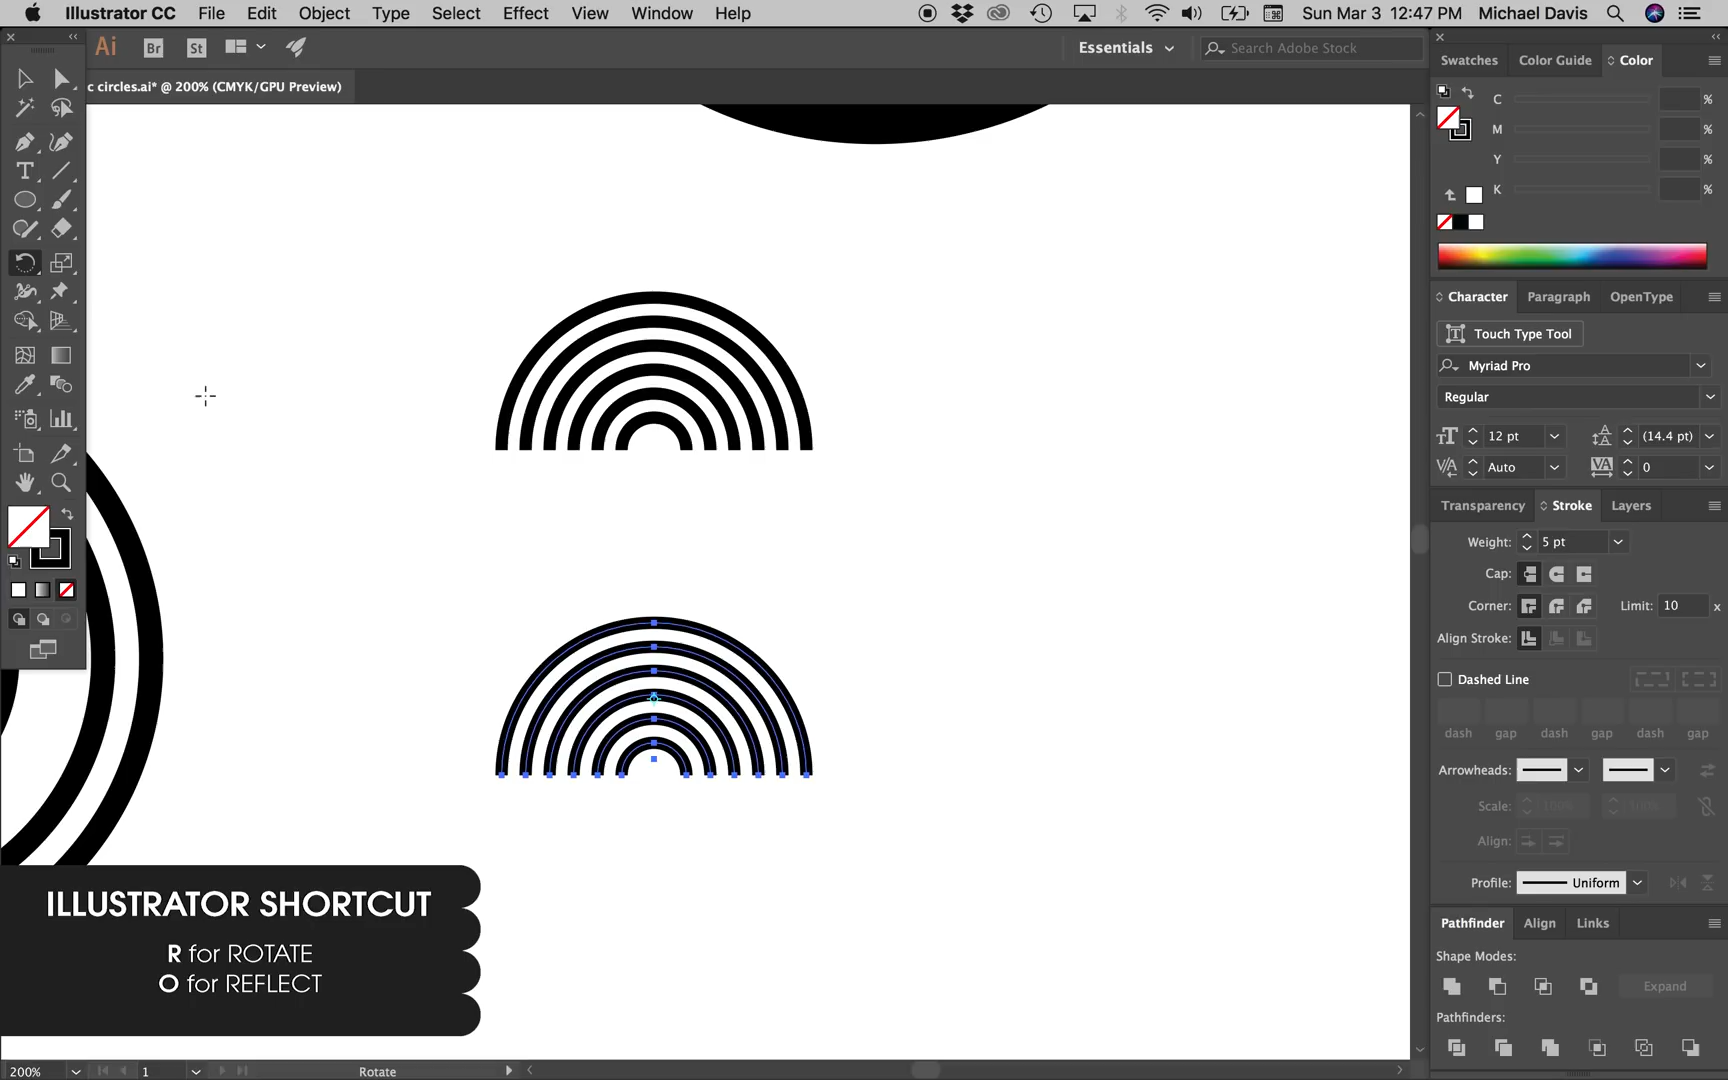 Illustrator CC File Edit Object Type Select Effect View Window Help Sun Mar 3 12:47 PM Michael Davis
Ai Br St Essentials Search Adobe Stock
c circles.ai* @ 200% (CMYK/GPU Preview)
Swatches Color Guide Color
C %
M %
Y %
K %
Character Paragraph OpenType
Touch Type Tool
Myriad Pro
Regular
12 pt (14.4 pt)
Auto 0
Transparency Stroke Layers
Weight: 5 pt
Cap:
Corner: Limit: 10 x
Align Stroke:
Dashed Line
dash gap dash gap dash gap
Arrowheads:
Scale: 100% 100%
Align:
Profile: Uniform
Pathfinder Align Links
Shape Modes:
Expand
Pathfinders:
ILLUSTRATOR SHORTCUT
R for ROTATE
O for REFLECT
200% 1 Rotate